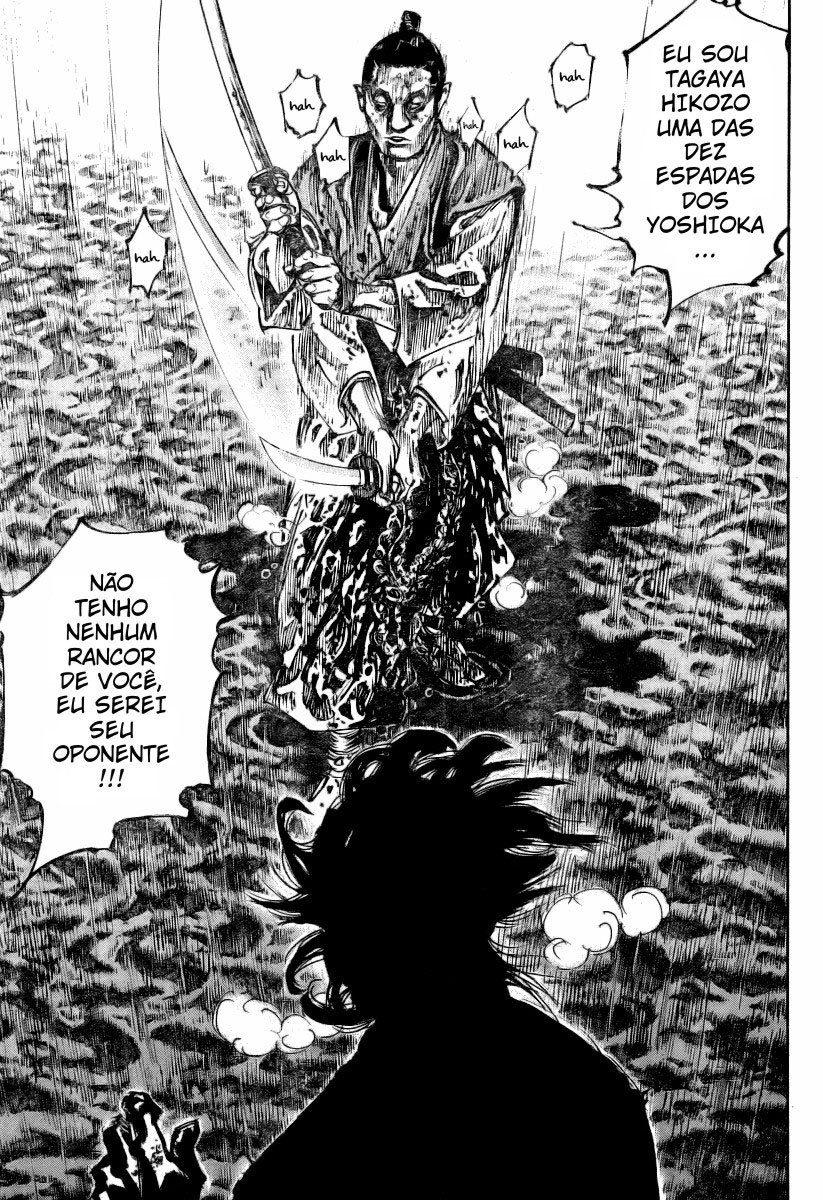 EU SOU
TAGAYA
HIKOZO
UMA DAS
DEZ
ESPADAS
DOS
YOSHIOKA
...
hah
hah
hah
hah
hah
hah
NÃO
TENHO
NENHUM
RANCOR
DE VOCÊ,
EU SEREI
SEU
OPONENTE
!!!